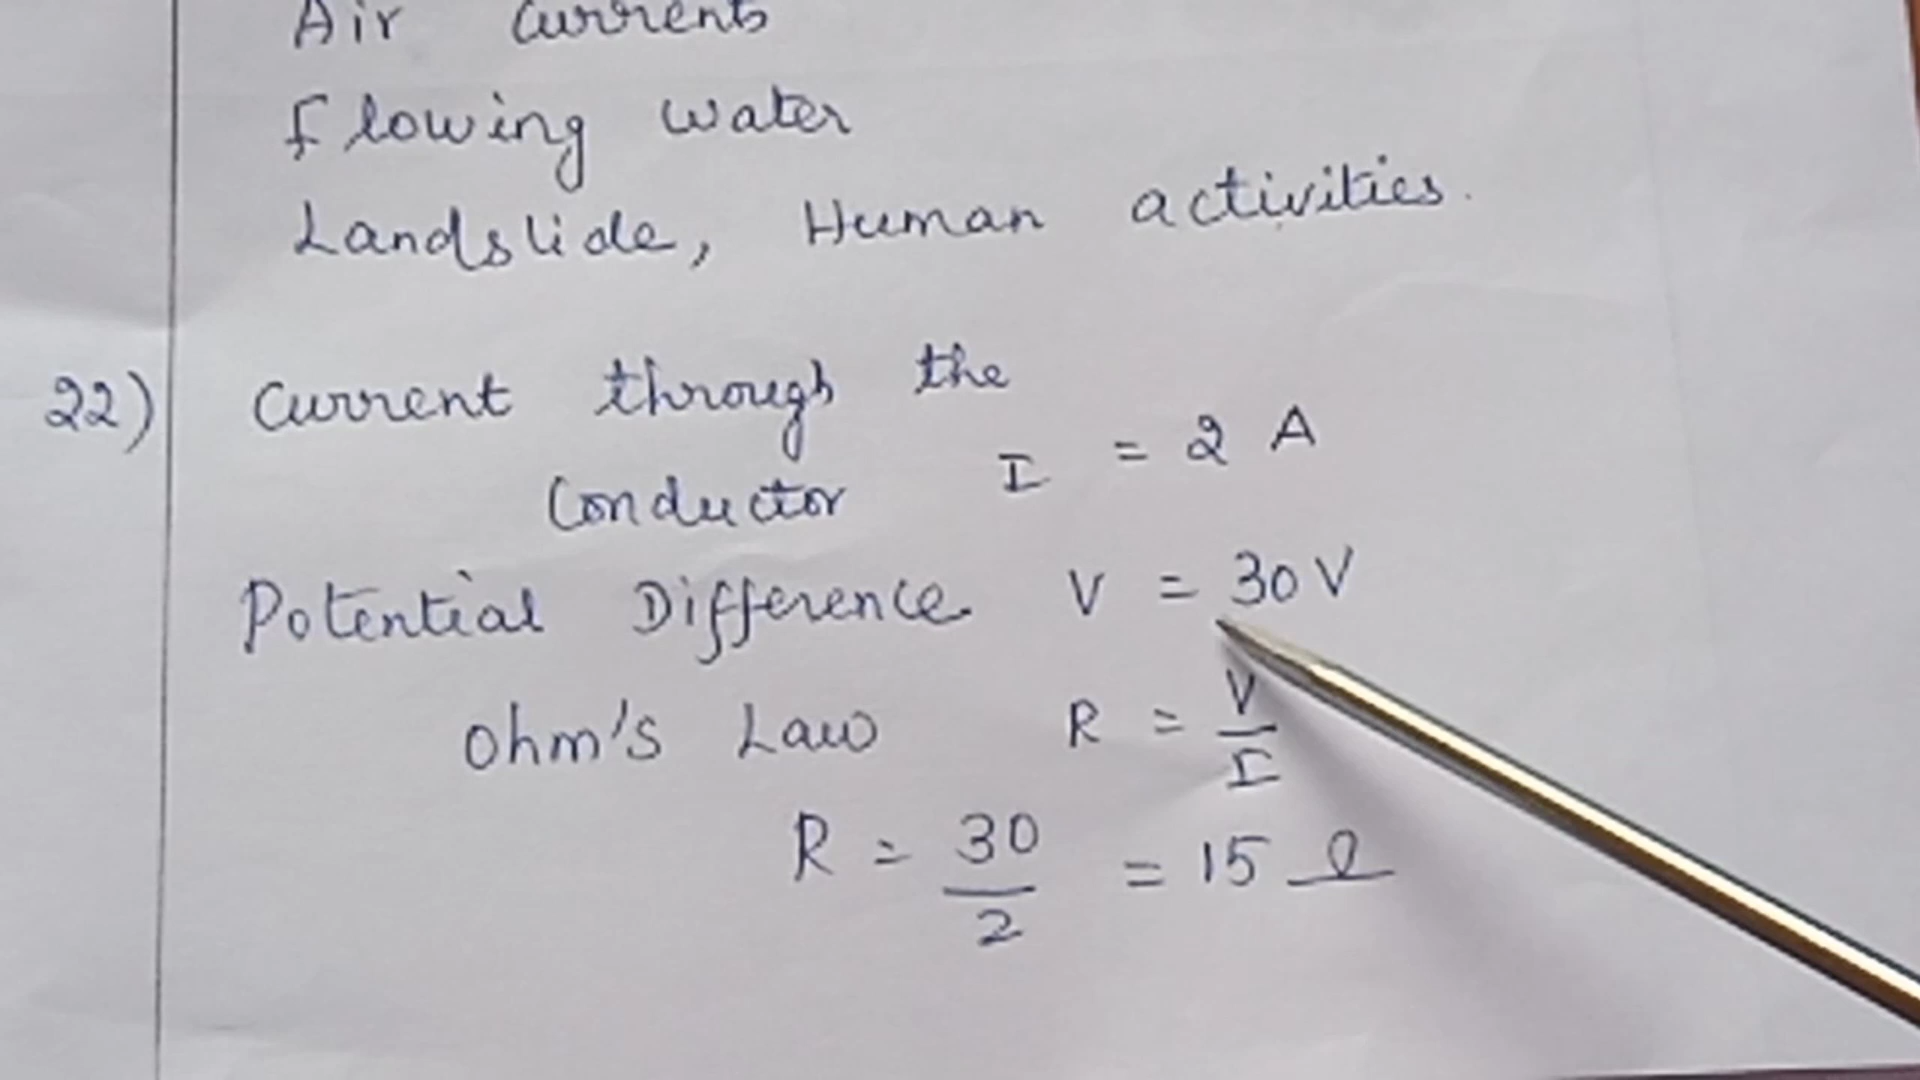 Air Currents
Flowing water
Landslide, Human activities.
22) Current through the
Conductor I = 2 A
Potential Difference V = 30V
Ohm's Law R = V/I
R = 30/2 = 15 Ω